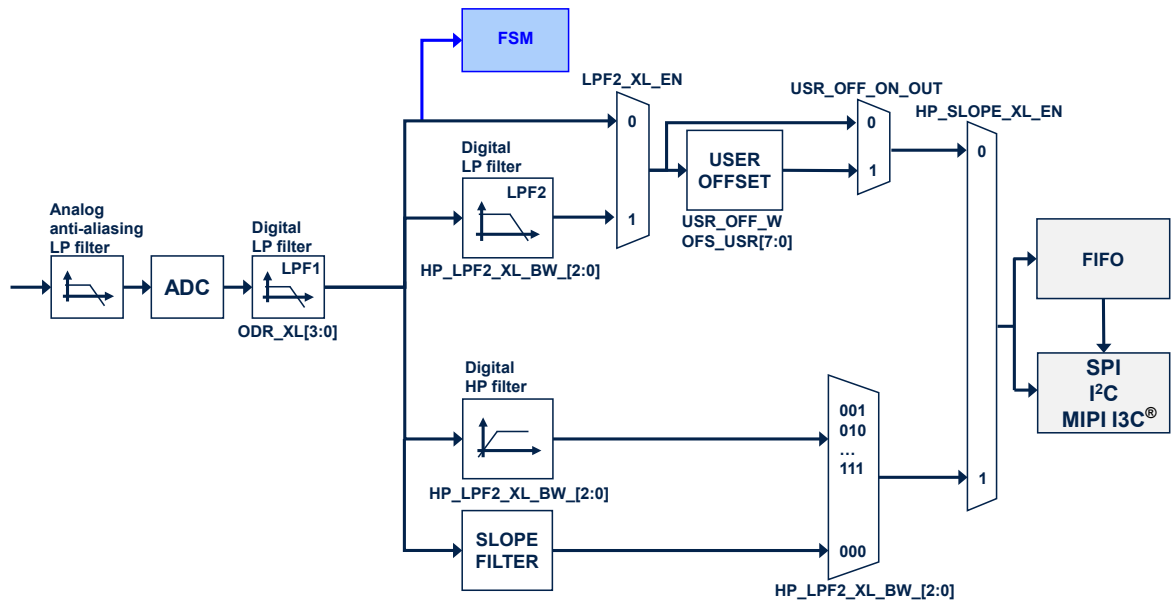 FSM
LPF2_XL_EN
USR_OFF_ON_OUT
HP_SLOPE_XL_EN
0
0
0
Digital
LP filter
LPF2
USER
OFFSET
1
1
USR_OFF_W
OFS_USR[7:0]
HP_LPF2_XL_BW_[2:0]
Analog
anti-aliasing
LP filter
ADC
Digital
LP filter
LPF1
ODR_XL[3:0]
FIFO
SPI
I²C
MIPI I3C®
Digital
HP filter
HP_LPF2_XL_BW_[2:0]
001
010
...
111
1
SLOPE
FILTER
000
HP_LPF2_XL_BW_[2:0]